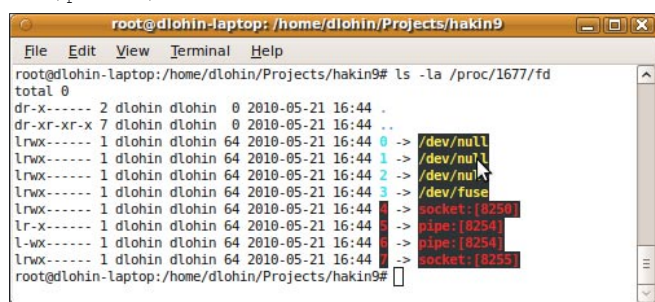 root@dlohin-laptop: /home/dlohin/Projects/hakin9
File Edit View Terminal Help
root@dlohin-laptop:/home/dlohin/Projects/hakin9# ls -la /proc/1677/fd
total 0
dr-x------ 2 dlohin dlohin 0 2010-05-21 16:44 .
dr-xr-xr-x 7 dlohin dlohin 0 2010-05-21 16:44 ..
lrwx------ 1 dlohin dlohin 64 2010-05-21 16:44 0 -> /dev/null
lrwx------ 1 dlohin dlohin 64 2010-05-21 16:44 1 -> /dev/null
lrwx------ 1 dlohin dlohin 64 2010-05-21 16:44 2 -> /dev/null
lrwx------ 1 dlohin dlohin 64 2010-05-21 16:44 3 -> /dev/fuse
lrwx------ 1 dlohin dlohin 64 2010-05-21 16:44 4 -> socket:[8250]
lr-x------ 1 dlohin dlohin 64 2010-05-21 16:44 5 -> pipe:[8254]
l-wx------ 1 dlohin dlohin 64 2010-05-21 16:44 6 -> pipe:[8254]
lrwx------ 1 dlohin dlohin 64 2010-05-21 16:44 7 -> socket:[8255]
root@dlohin-laptop:/home/dlohin/Projects/hakin9#